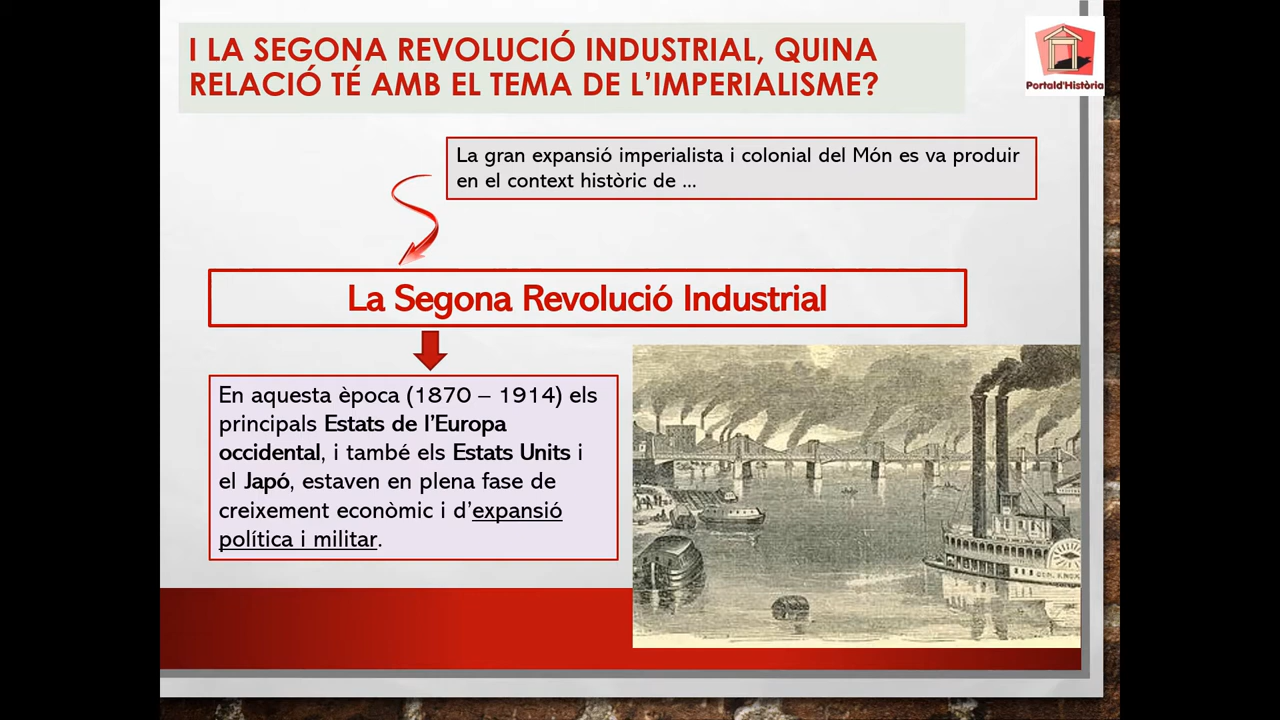 I LA SEGONA REVOLUCIÓ INDUSTRIAL, QUINA
RELACIÓ TÉ AMB EL TEMA DE L’IMPERIALISME?
Portald'Història
La gran expansió imperialista i colonial del Món es va produir
en el context històric de ...
La Segona Revolució Industrial
En aquesta època (1870 – 1914) els
principals Estats de l’Europa
occidental, i també els Estats Units i
el Japó, estaven en plena fase de
creixement econòmic i d’expansió
política i militar.
GEN. KNOX